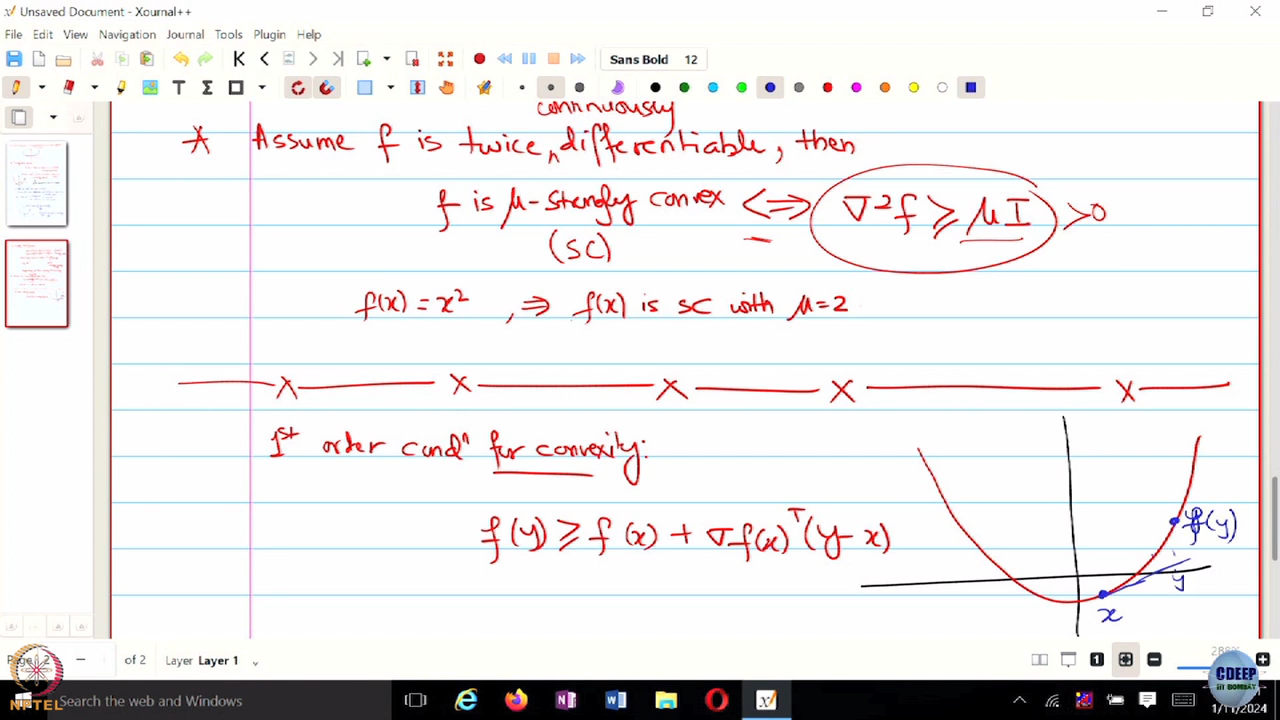 Unsaved Document - Xournal++
File Edit View Navigation Journal Tools Plugin Help
Sans Bold 12
continuously
Assume f is twice ^ differentiable, then
f is μ-strongly convex <=> ∇²f ≥ μI >0
(SC)
f(x) = x² , => f(x) is SC with μ=2
X X X X X
1st order condn for convexity:
f(y) ≥ f(x) + ∇f(x)ᵀ(y-x)
f(y)
y
x
of 2 Layer Layer 1
NPTEL
Search the web and Windows
CDEEP
IIT BOMBAY
1/11/2024